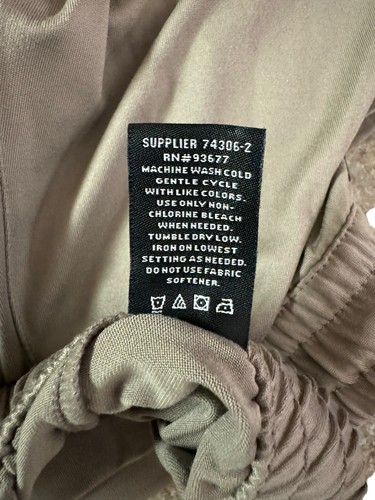 SUPPLIER 74306-2
RN#93677
MACHINE WASH COLD
GENTLE CYCLE
WITH LIKE COLORS.
USE ONLY NON-
CHLORINE BLEACH
WHEN NEEDED.
TUMBLE DRY LOW.
IRON ON LOWEST
SETTING AS NEEDED.
DO NOT USE FABRIC
SOFTENER.